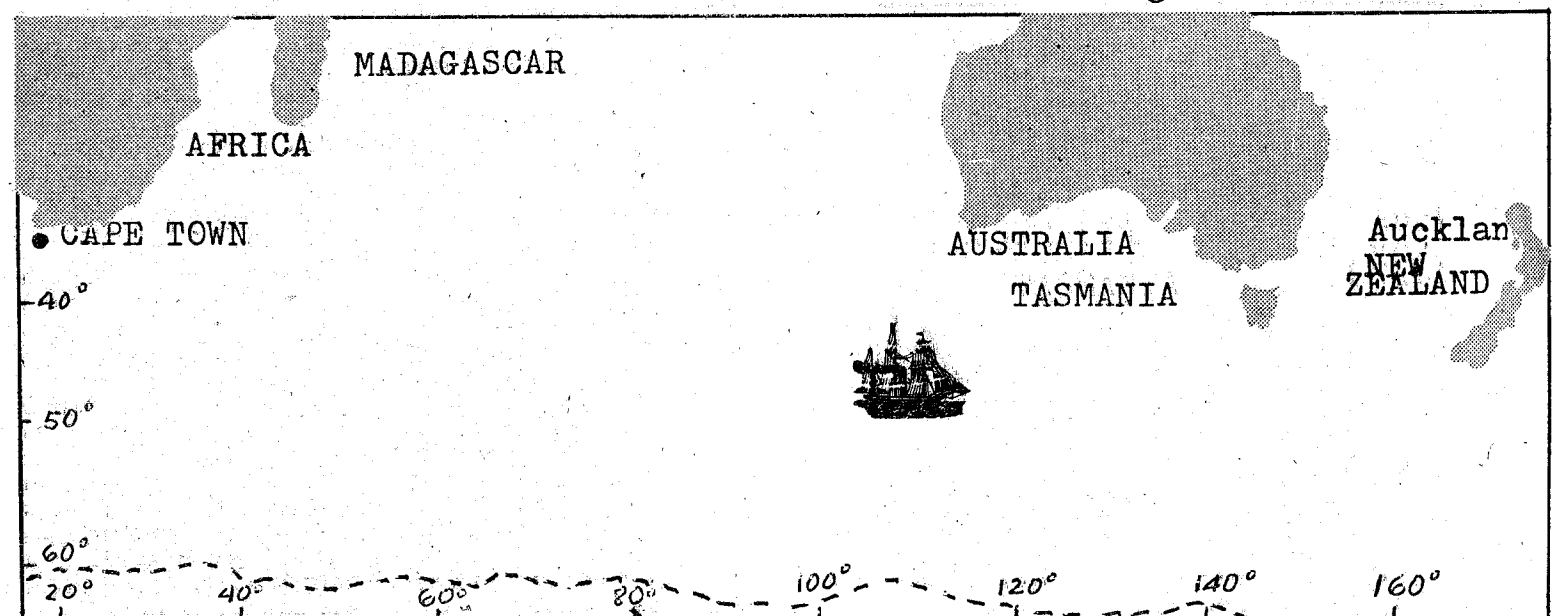 MADAGASCAR
AFRICA
CAPE TOWN
AUSTRALIA
TASMANIA
Aucklan
NEW
ZEALAND
40°
50°
60°
20° 40° 60° 80° 100° 120° 140° 160°